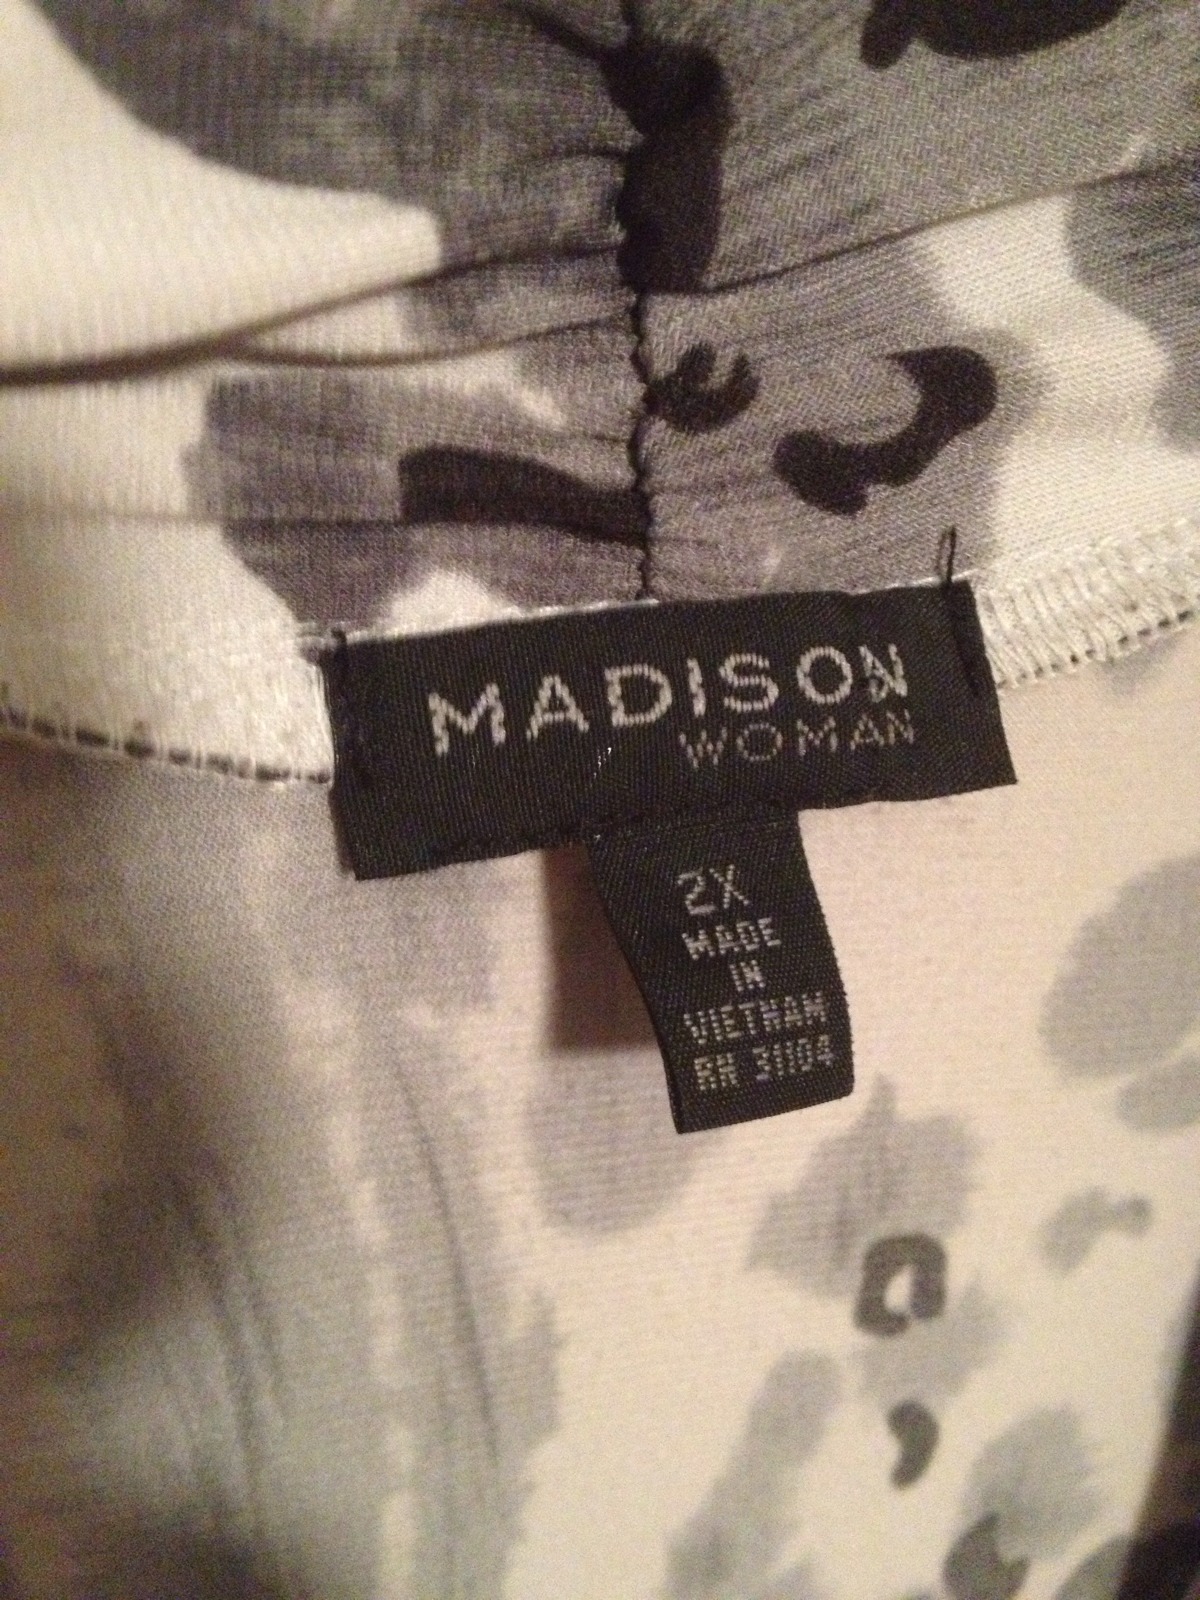 MADISON
WOMAN
2X
MADE
IN
VIETNAM
RN 31104